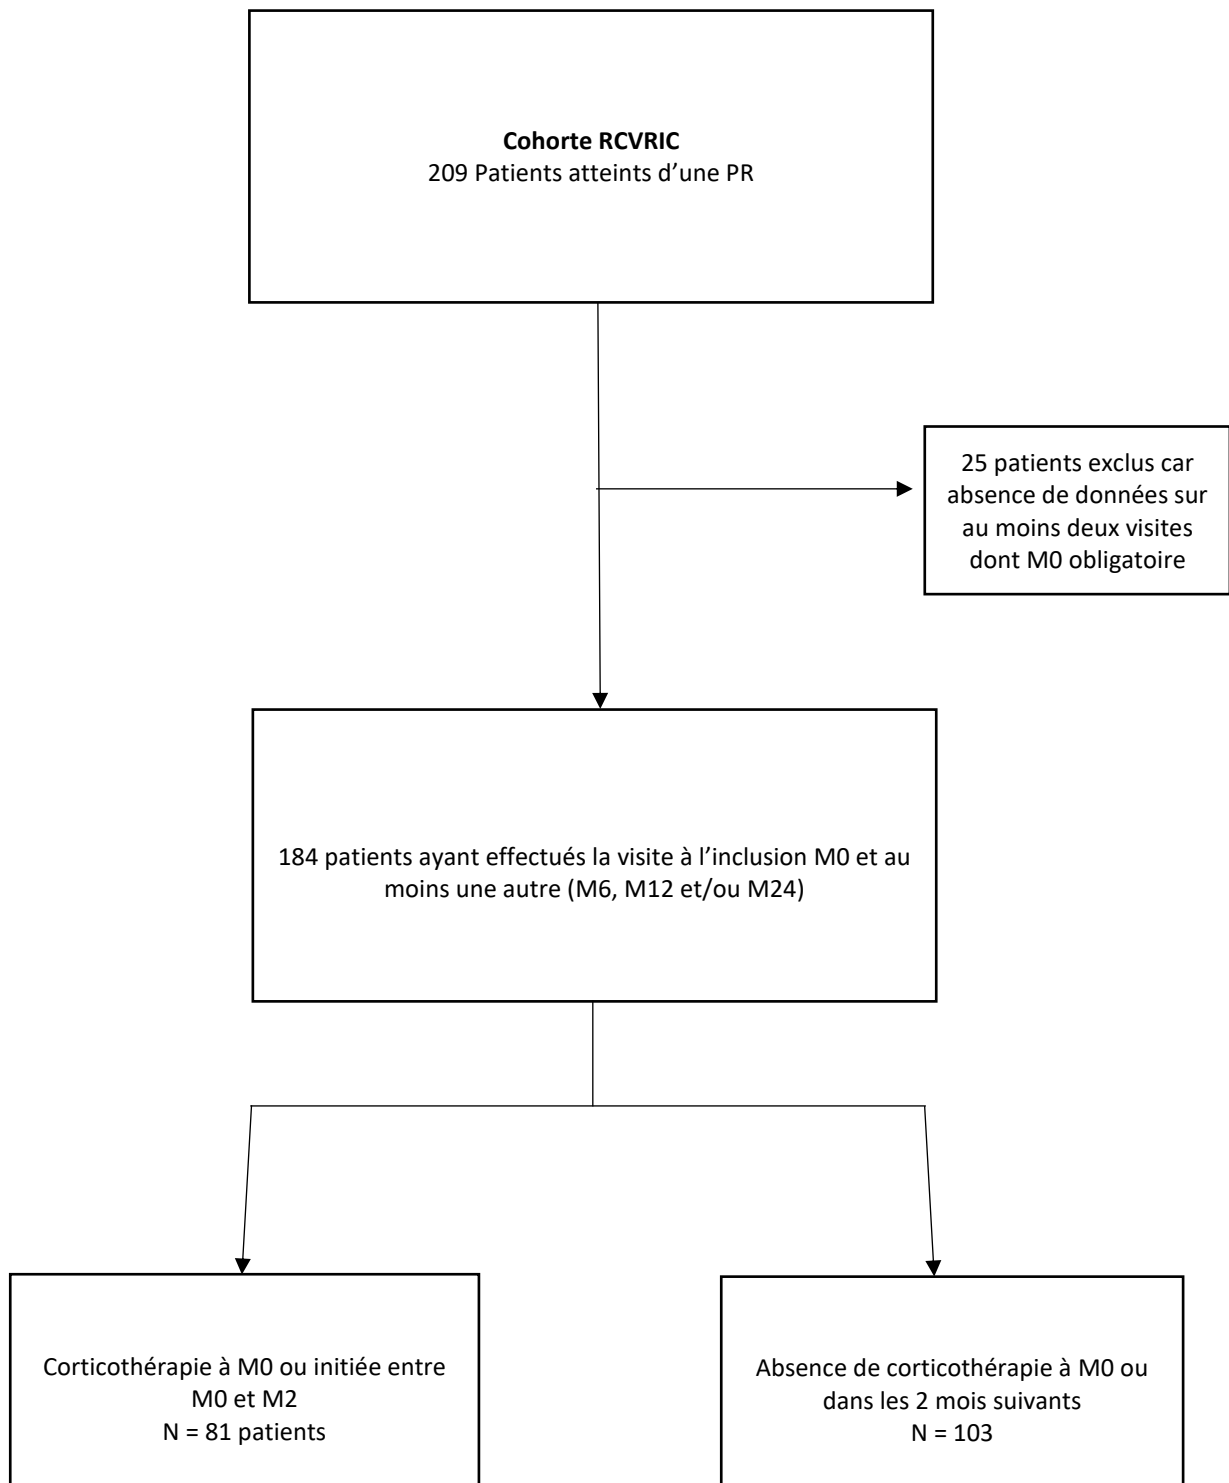 Cohorte RCVRIC
209 Patients atteints d’une PR
25 patients exclus car
absence de données sur
au moins deux visites
dont M0 obligatoire
184 patients ayant effectués la visite à l’inclusion M0 et au
moins une autre (M6, M12 et/ou M24)
Corticothérapie à M0 ou initiée entre
M0 et M2
N = 81 patients
Absence de corticothérapie à M0 ou
dans les 2 mois suivants
N = 103